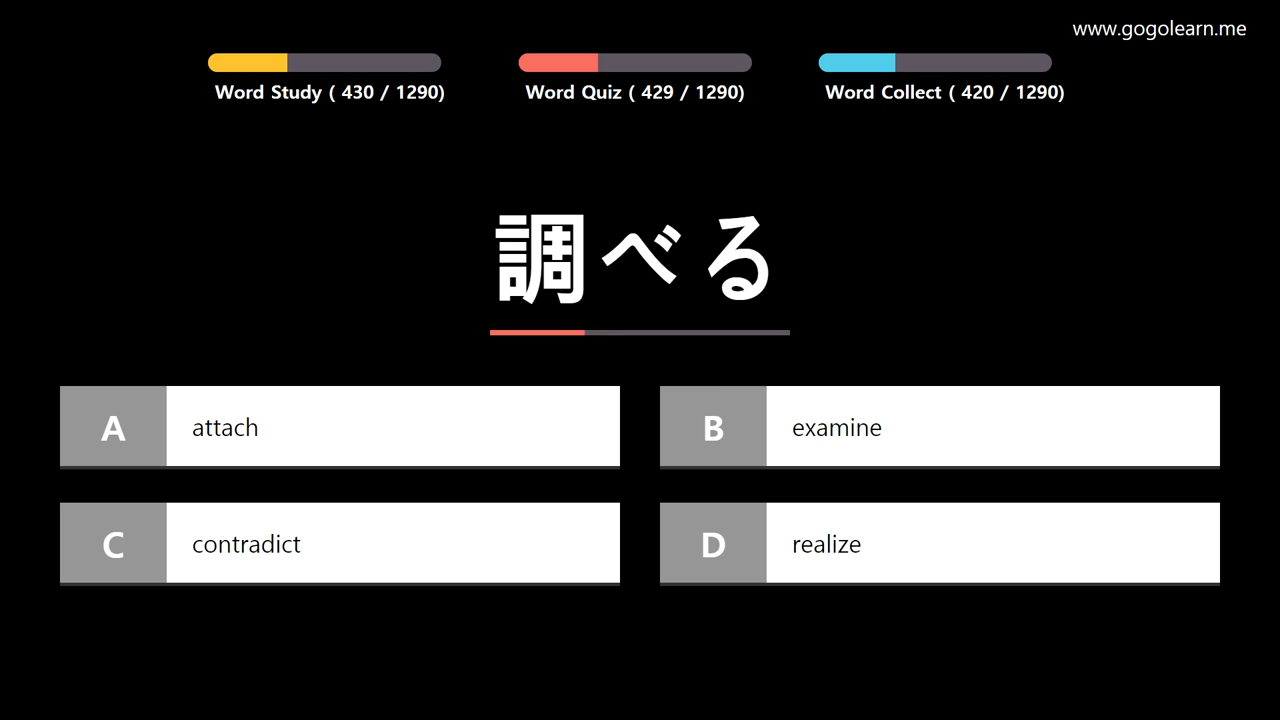 www.gogolearn.me
Word Study ( 430 / 1290)
Word Quiz ( 429 / 1290)
Word Collect ( 420 / 1290)
調べる
A attach
B examine
C contradict
D realize